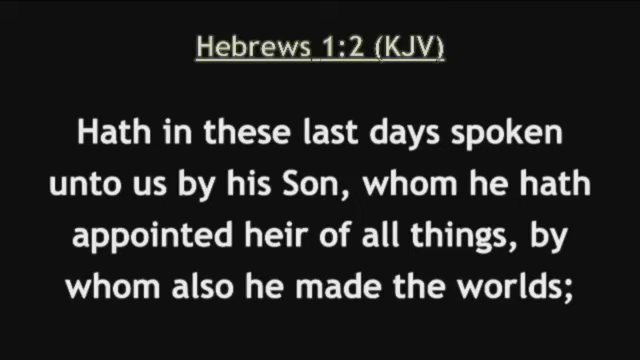 Hebrews 1:2 (KJV)
Hath in these last days spoken
unto us by his Son, whom he hath
appointed heir of all things, by
whom also he made the worlds;